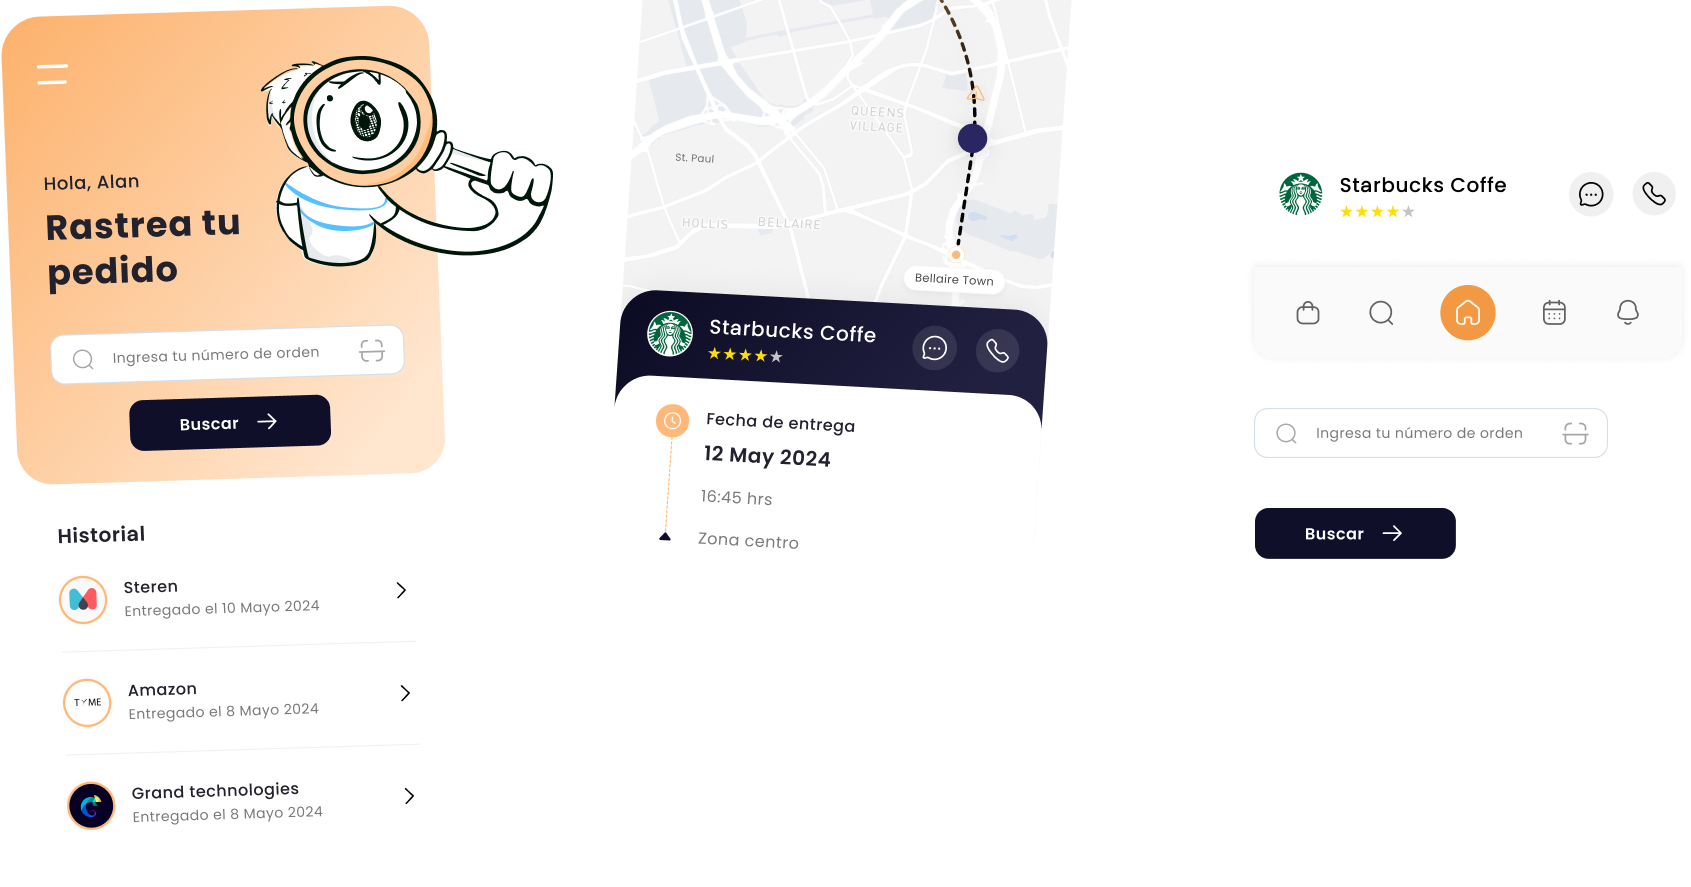 Hola, Alan
Rastrea tu
pedido
Ingresa tu número de orden
Buscar
Historial
Steren
Entregado el 10 Mayo 2024
Amazon
Entregado el 8 Mayo 2024
TYME
Grand technologies
Entregado el 8 Mayo 2024
QUEENS
VILLAGE
St. Paul
HOLLIS
BELLAIRE
Bellaire Town
Starbucks Coffe
Fecha de entrega
12 May 2024
16:45 hrs
Zona centro
Starbucks Coffe
Ingresa tu número de orden
Buscar